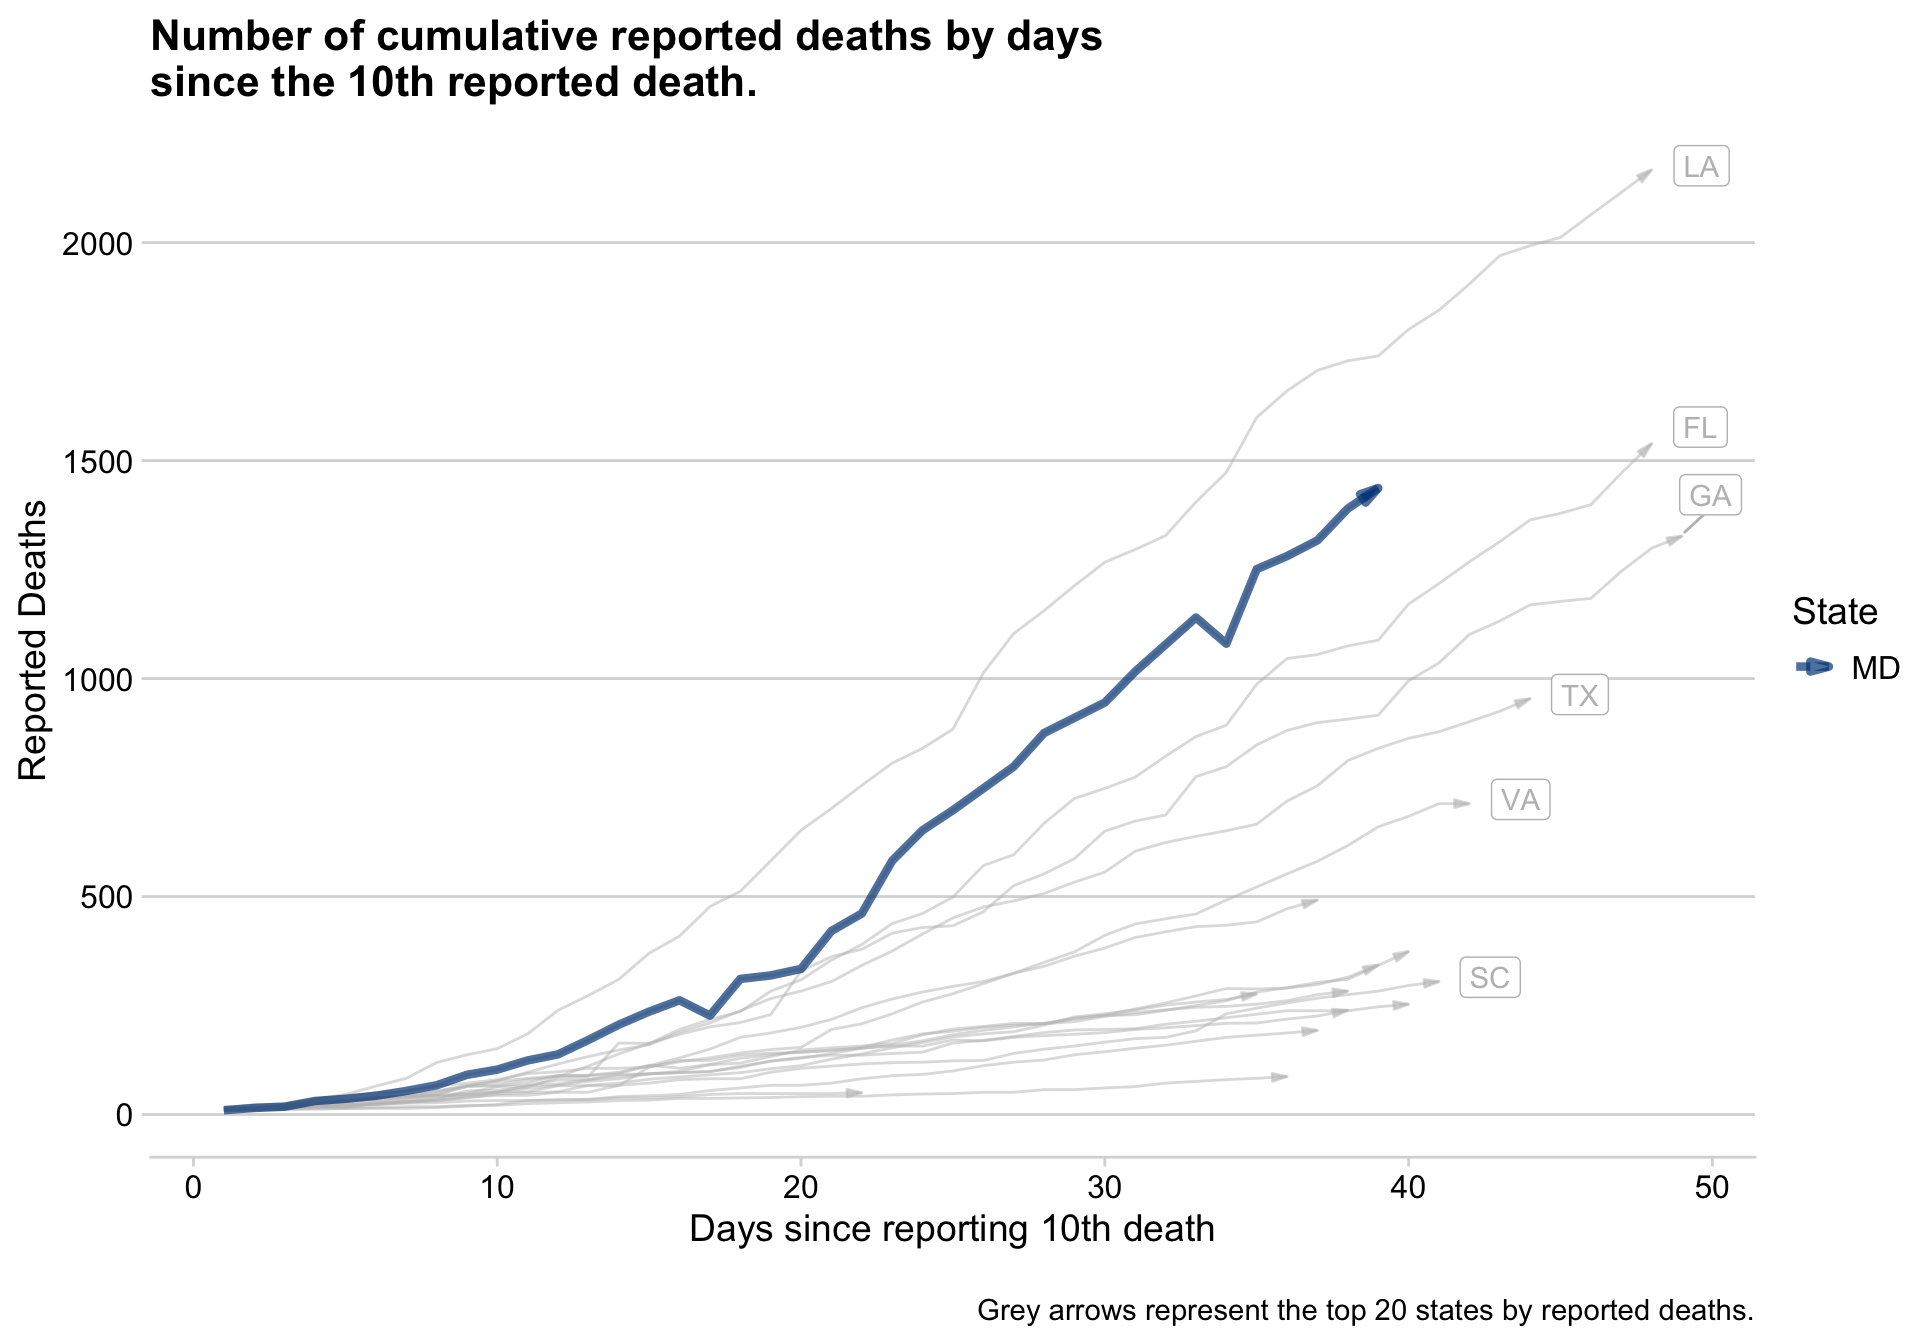 Number of cumulative reported deaths by days
since the 10th reported death.
LA
2000
FL
1500
GA
Reported Deaths
State
MD
1000
TX
VA
500
SC
0
0 10 20 30 40 50
Days since reporting 10th death
Grey arrows represent the top 20 states by reported deaths.